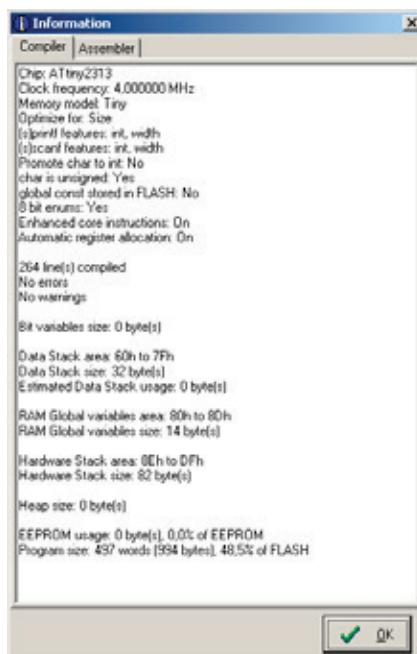 Information
Compiler Assembler
Chip: ATtiny2313
Clock frequency: 4,000000 MHz
Memory model: Tiny
Optimize for: Size
(s)printf features: int, width
(s)scanf features: int, width
Promote char to int: No
char is unsigned: Yes
global const stored in FLASH: No
8 bit enums: Yes
Enhanced core instructions: On
Automatic register allocation: On
264 line(s) compiled
No errors
No warnings
Bit variables size: 0 byte(s)
Data Stack area: 60h to 7Fh
Data Stack size: 32 byte(s)
Estimated Data Stack usage: 0 byte(s)
RAM Global variables area: 80h to 8Dh
RAM Global variables size: 14 byte(s)
Hardware Stack area: 8Eh to DFh
Hardware Stack size: 82 byte(s)
Heap size: 0 byte(s)
EEPROM usage: 0 byte(s), 0,0% of EEPROM
Program size: 497 words (994 bytes), 48,5% of FLASH
OK